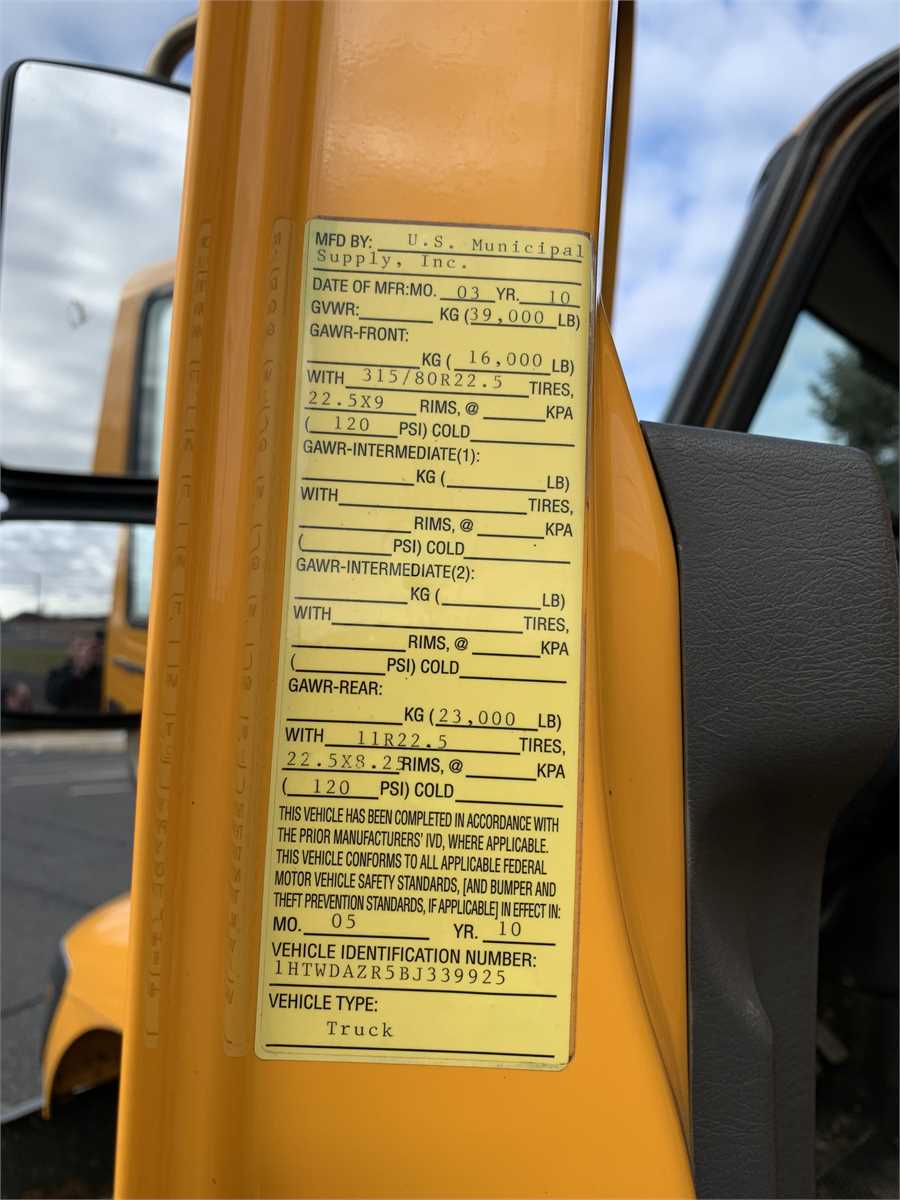 MFD BY: U.S. Municipal
Supply, Inc.
DATE OF MFR:MO. 03 YR. 10
GVWR: KG (39,000 LB)
GAWR-FRONT:
KG ( 16,000 LB)
WITH 315/80R22.5 TIRES,
22.5X9 RIMS, @ KPA
( 120 PSI) COLD
GAWR-INTERMEDIATE(1):
KG ( LB)
WITH TIRES,
RIMS, @ KPA
( PSI) COLD
GAWR-INTERMEDIATE(2):
KG ( LB)
WITH TIRES,
RIMS, @ KPA
( PSI) COLD
GAWR-REAR:
KG (23,000 LB)
WITH 11R22.5 TIRES,
22.5X8.25 RIMS, @ KPA
( 120 PSI) COLD
THIS VEHICLE HAS BEEN COMPLETED IN ACCORDANCE WITH
THE PRIOR MANUFACTURERS' IVD, WHERE APPLICABLE.
THIS VEHICLE CONFORMS TO ALL APPLICABLE FEDERAL
MOTOR VEHICLE SAFETY STANDARDS, [AND BUMPER AND
THEFT PREVENTION STANDARDS, IF APPLICABLE] IN EFFECT IN:
MO. 05 YR. 10
VEHICLE IDENTIFICATION NUMBER:
1HTWDAZR5BJ339925
VEHICLE TYPE:
Truck